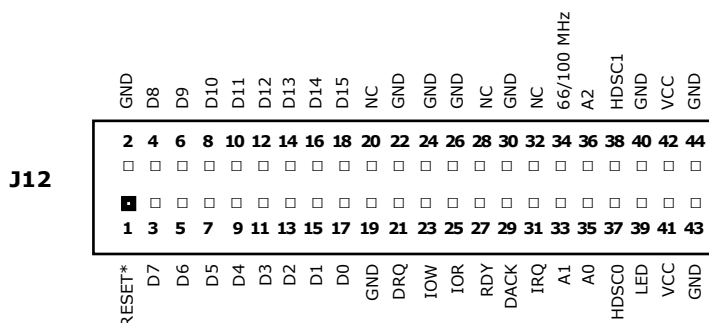 GND D8 D9 D10 D11 D12 D13 D14 D15 NC GND GND GND NC GND NC 66/100 MHz A2 HDSC1 GND VCC GND
2 4 6 8 10 12 14 16 18 20 22 24 26 28 30 32 34 36 38 40 42 44
J12
1 3 5 7 9 11 13 15 17 19 21 23 25 27 29 31 33 35 37 39 41 43
RESET* D7 D6 D5 D4 D3 D2 D1 D0 GND DRQ IOW IOR RDY DACK IRQ A1 A0 HDSC0 LED VCC GND